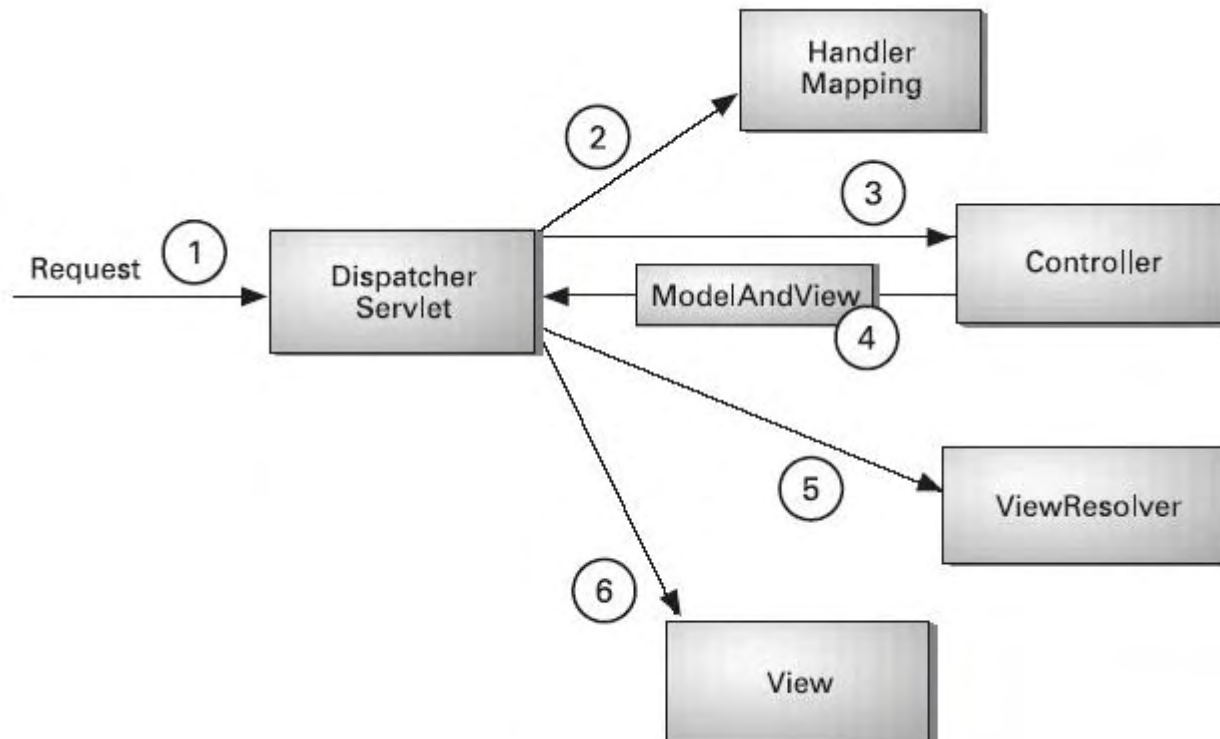 Handler
Mapping
2
3
1
Request
Dispatcher
Servlet
Controller
ModelAndView
4
5
ViewResolver
6
View